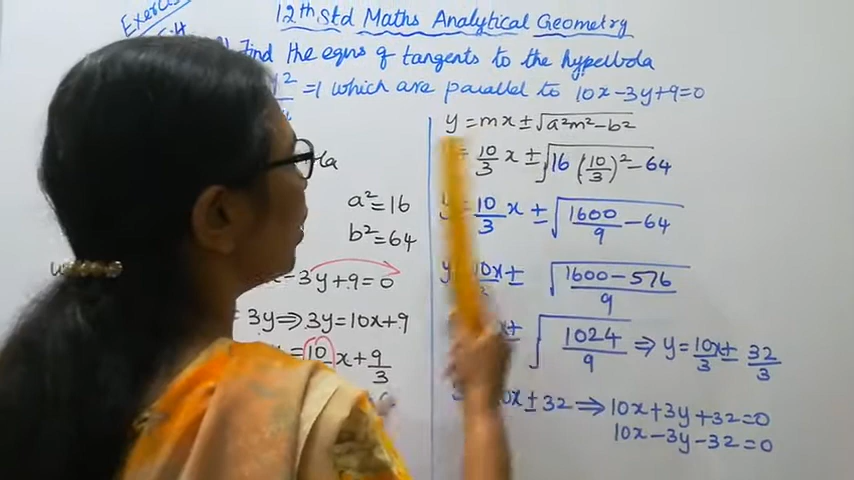 Exercise
12th Std Maths Analytical Geometry
Find the eqns of tangents to the hyperbola
=1 which are parallel to 10x-3y+9=0
a²=16
b²=64
-3y+9=0
3y⇒3y=10x+9
10/3 x+9/3
y=mx±√(a²m²-b²)
= 10/3 x ± √(16 (10/3)² -64)
y= 10/3 x ± √(1600/9 -64)
y= 10x/3 ± √((1600-576)/9)
± √(1024/9) ⇒ y= 10x/3 ± 32/3
0x±32 ⇒ 10x+3y+32=0
10x-3y-32=0